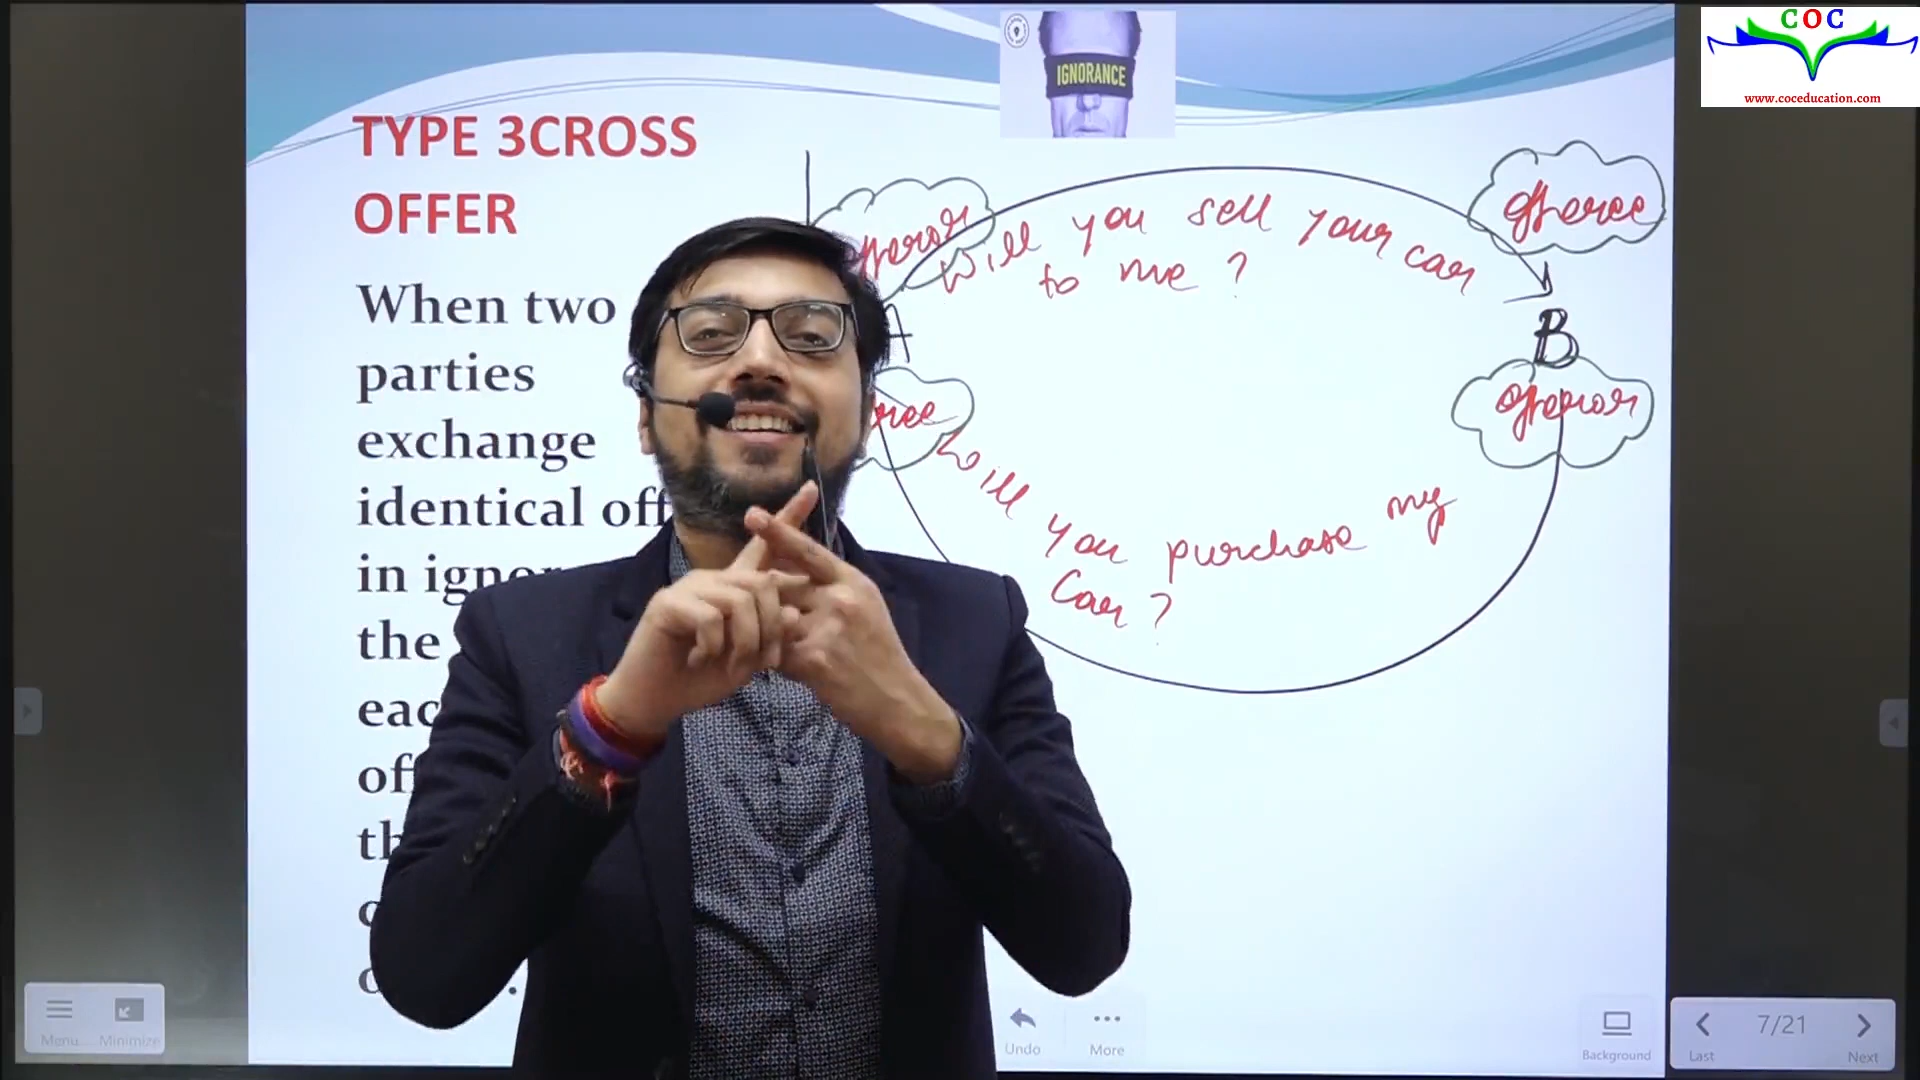 COC
www.coceducation.com
IGNORANCE
TYPE 3CROSS
OFFER
When two
parties
exchange
identical off
in ignor
the
eac
of
th
offeree
Will you sell your car
to me ?
A
B
offeror
Will you purchase my
Car ?
Menu
Minimize
Undo
More
Background
Last
7/21
Next